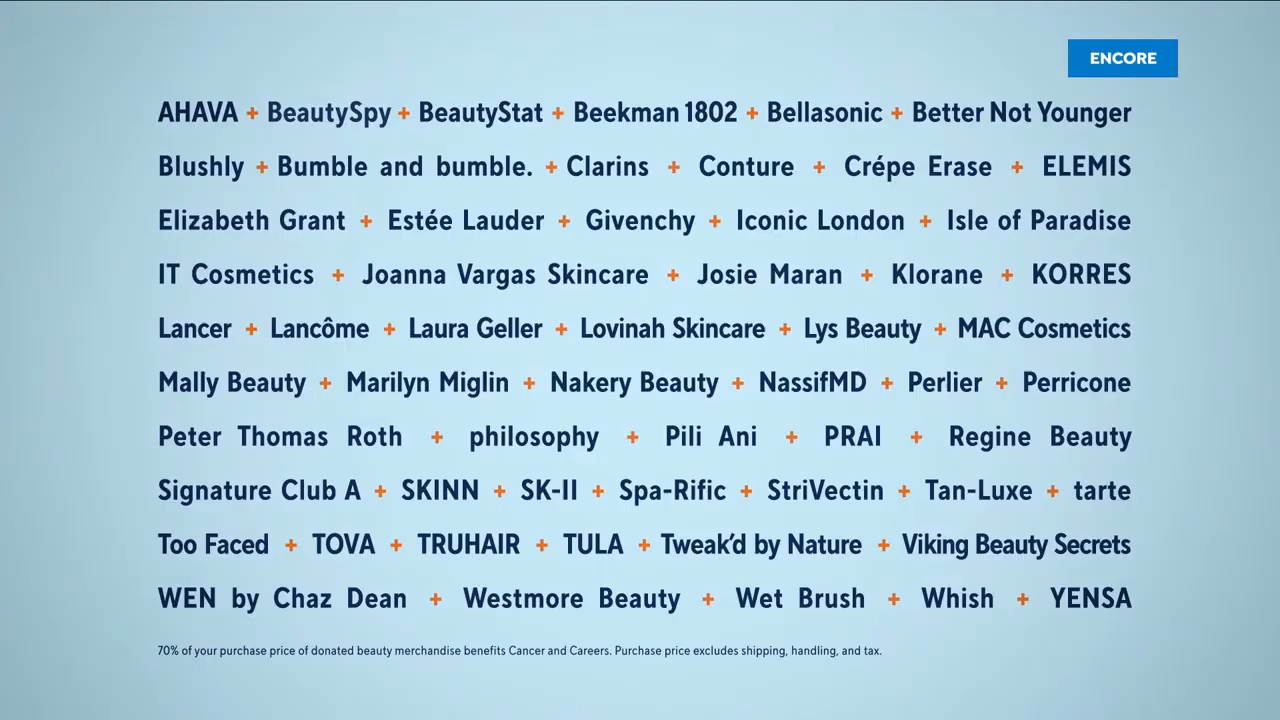 ENCORE
AHAVA + BeautySpy + BeautyStat + Beekman 1802 + Bellasonic + Better Not Younger
Blushly + Bumble and bumble. + Clarins + Conture + Crépe Erase + ELEMIS
Elizabeth Grant + Estée Lauder + Givenchy + Iconic London + Isle of Paradise
IT Cosmetics + Joanna Vargas Skincare + Josie Maran + Klorane + KORRES
Lancer + Lancôme + Laura Geller + Lovinah Skincare + Lys Beauty + MAC Cosmetics
Mally Beauty + Marilyn Miglin + Nakery Beauty + NassifMD + Perlier + Perricone
Peter Thomas Roth + philosophy + Pili Ani + PRAI + Regine Beauty
Signature Club A + SKINN + SK-II + Spa-Rific + StriVectin + Tan-Luxe + tarte
Too Faced + TOVA + TRUHAIR + TULA + Tweak'd by Nature + Viking Beauty Secrets
WEN by Chaz Dean + Westmore Beauty + Wet Brush + Whish + YENSA
70% of your purchase price of donated beauty merchandise benefits Cancer and Careers. Purchase price excludes shipping, handling, and tax.